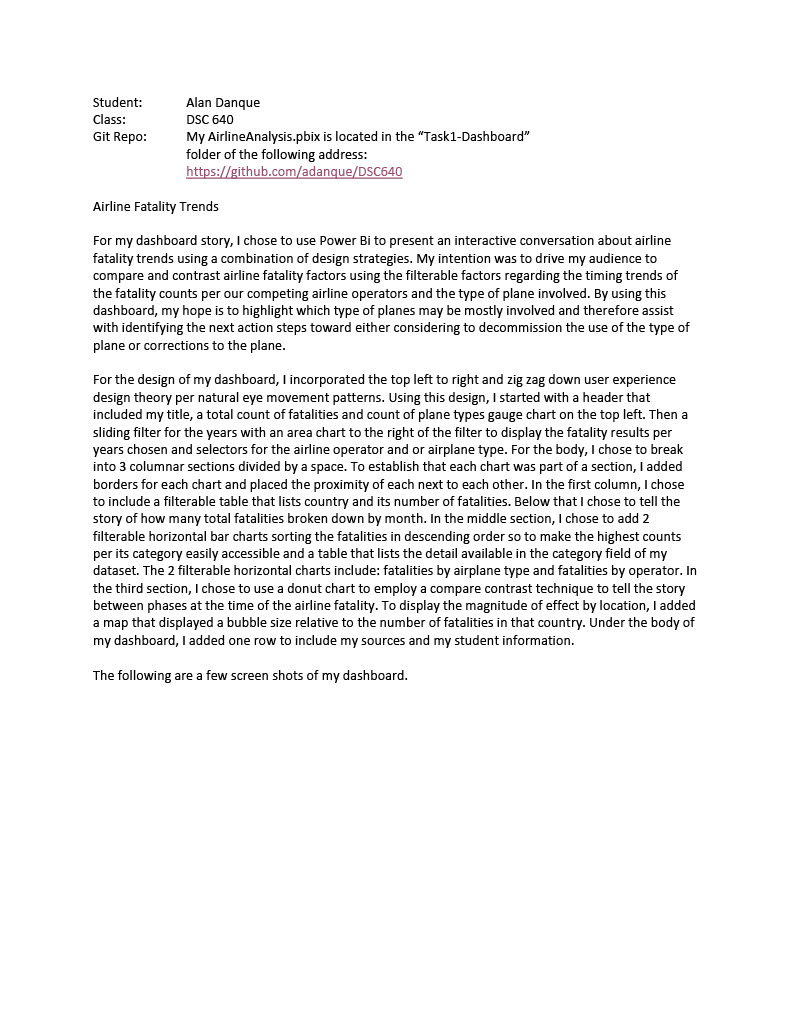 Student: Alan Danque
Class: DSC 640
Git Repo: My AirlineAnalysis.pbix is located in the “Task1-Dashboard”
folder of the following address:
https://github.com/adanque/DSC640
Airline Fatality Trends
For my dashboard story, I chose to use Power Bi to present an interactive conversation about airline
fatality trends using a combination of design strategies. My intention was to drive my audience to
compare and contrast airline fatality factors using the filterable factors regarding the timing trends of
the fatality counts per our competing airline operators and the type of plane involved. By using this
dashboard, my hope is to highlight which type of planes may be mostly involved and therefore assist
with identifying the next action steps toward either considering to decommission the use of the type of
plane or corrections to the plane.
For the design of my dashboard, I incorporated the top left to right and zig zag down user experience
design theory per natural eye movement patterns. Using this design, I started with a header that
included my title, a total count of fatalities and count of plane types gauge chart on the top left. Then a
sliding filter for the years with an area chart to the right of the filter to display the fatality results per
years chosen and selectors for the airline operator and or airplane type. For the body, I chose to break
into 3 columnar sections divided by a space. To establish that each chart was part of a section, I added
borders for each chart and placed the proximity of each next to each other. In the first column, I chose
to include a filterable table that lists country and its number of fatalities. Below that I chose to tell the
story of how many total fatalities broken down by month. In the middle section, I chose to add 2
filterable horizontal bar charts sorting the fatalities in descending order so to make the highest counts
per its category easily accessible and a table that lists the detail available in the category field of my
dataset. The 2 filterable horizontal charts include: fatalities by airplane type and fatalities by operator. In
the third section, I chose to use a donut chart to employ a compare contrast technique to tell the story
between phases at the time of the airline fatality. To display the magnitude of effect by location, I added
a map that displayed a bubble size relative to the number of fatalities in that country. Under the body of
my dashboard, I added one row to include my sources and my student information.
The following are a few screen shots of my dashboard.